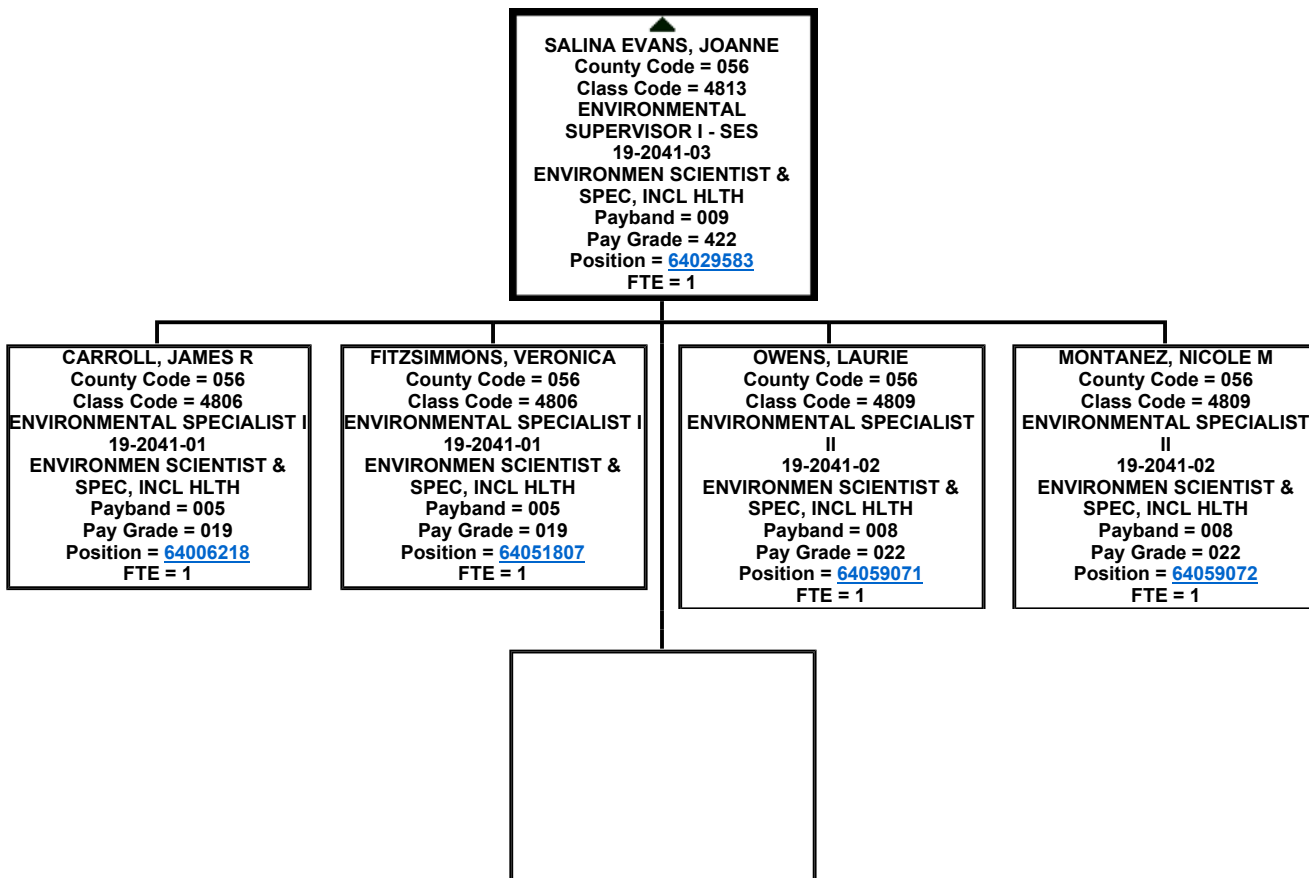 SALINA EVANS, JOANNE
County Code = 056
Class Code = 4813
ENVIRONMENTAL
SUPERVISOR I - SES
19-2041-03
ENVIRONMEN SCIENTIST &
SPEC, INCL HLTH
Payband = 009
Pay Grade = 422
Position = 64029583
FTE = 1
CARROLL, JAMES R
County Code = 056
Class Code = 4806
ENVIRONMENTAL SPECIALIST I
19-2041-01
ENVIRONMEN SCIENTIST &
SPEC, INCL HLTH
Payband = 005
Pay Grade = 019
Position = 64006218
FTE = 1
FITZSIMMONS, VERONICA
County Code = 056
Class Code = 4806
ENVIRONMENTAL SPECIALIST I
19-2041-01
ENVIRONMEN SCIENTIST &
SPEC, INCL HLTH
Payband = 005
Pay Grade = 019
Position = 64051807
FTE = 1
OWENS, LAURIE
County Code = 056
Class Code = 4809
ENVIRONMENTAL SPECIALIST
II
19-2041-02
ENVIRONMEN SCIENTIST &
SPEC, INCL HLTH
Payband = 008
Pay Grade = 022
Position = 64059071
FTE = 1
MONTANEZ, NICOLE M
County Code = 056
Class Code = 4809
ENVIRONMENTAL SPECIALIST
II
19-2041-02
ENVIRONMEN SCIENTIST &
SPEC, INCL HLTH
Payband = 008
Pay Grade = 022
Position = 64059072
FTE = 1